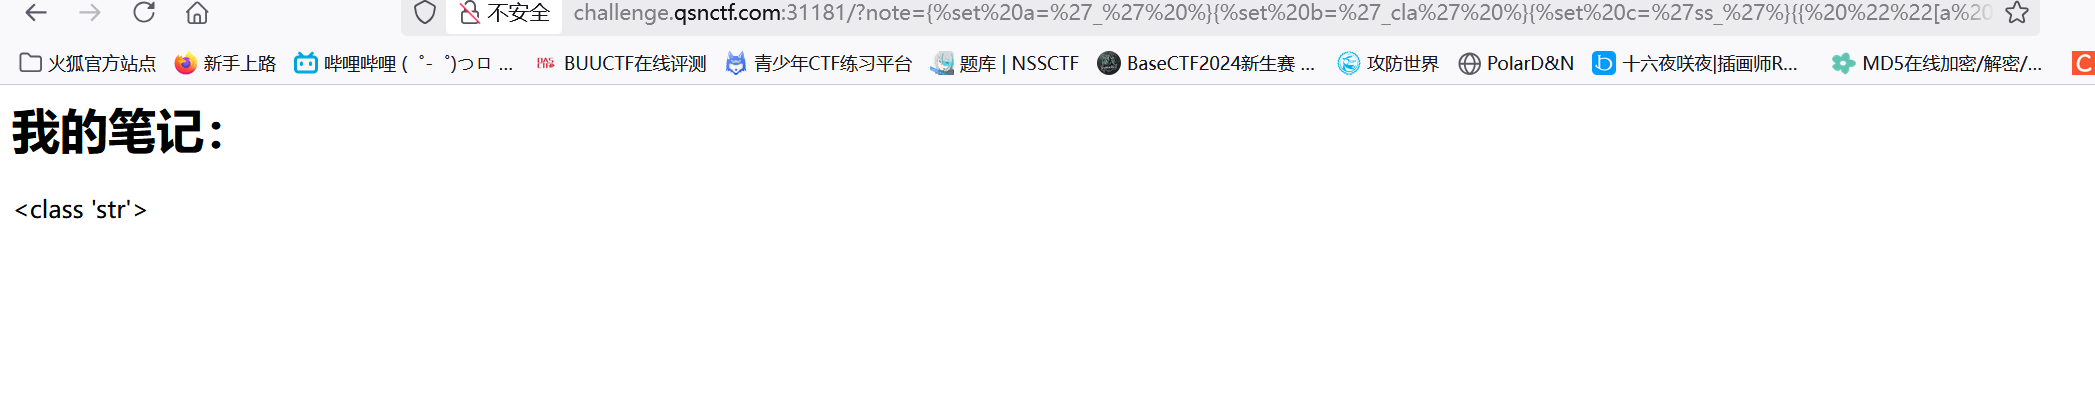 不安全 challenge.qsnctf.com:31181/?note={%set%20a=%27_%27%20%}{%set%20b=%27_cla%27%20%}{%set%20c=%27ss_%27%}{{%20%22%22[a%20
火狐官方站点 新手上路 哔哩哔哩 ( ゜- ゜)つロ ... BUUCTF在线评测 青少年CTF练习平台 题库 | NSSCTF BaseCTF2024新生赛 ... 攻防世界 PolarD&N 十六夜咲夜|插画师R... MD5在线加密/解密/... C
我的笔记：
<class 'str'>